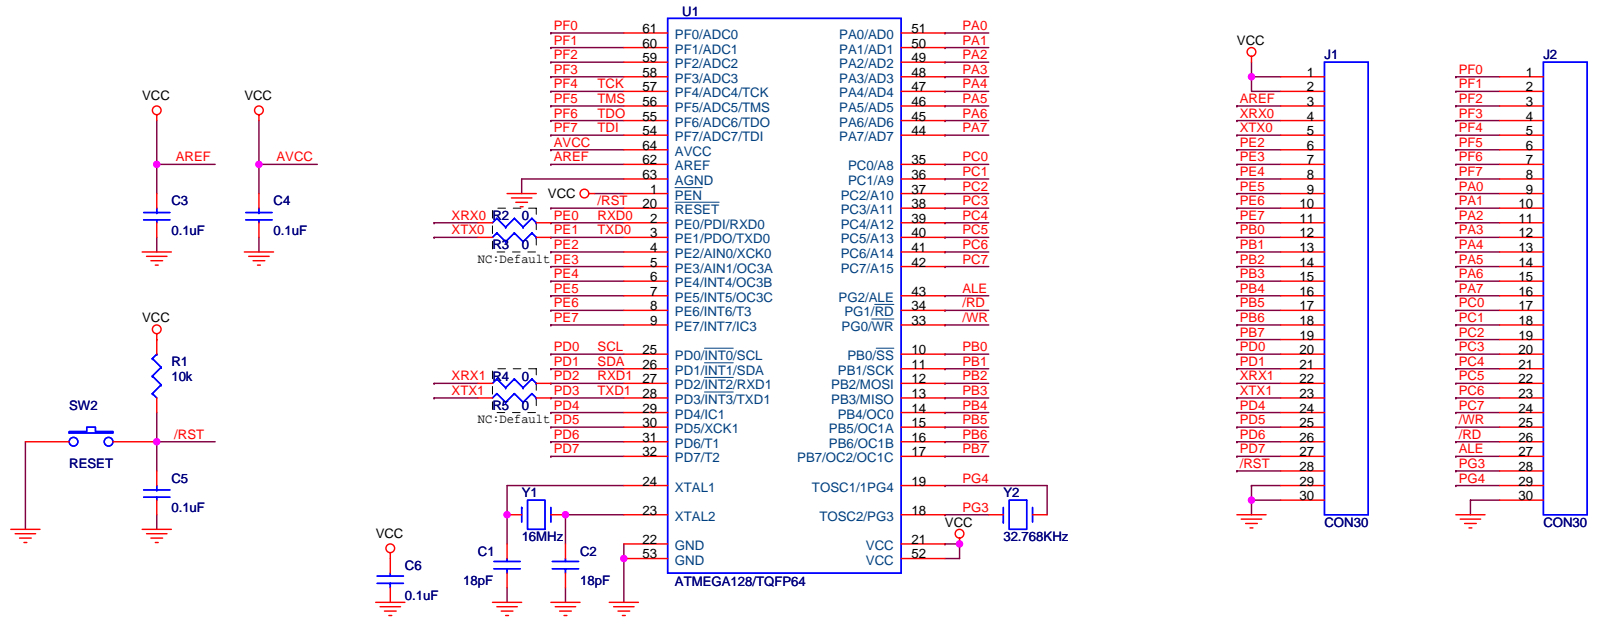 VCC
AREF
C3
0.1uF
VCC
AVCC
C4
0.1uF
VCC
R1
10k
SW2
/RST
RESET
C5
0.1uF
VCC
C6
0.1uF
U1
PF0 61 PF0/ADC0
PF1 60 PF1/ADC1
PF2 59 PF2/ADC2
PF3 58 PF3/ADC3
PF4 TCK 57 PF4/ADC4/TCK
PF5 TMS 56 PF5/ADC5/TMS
PF6 TDO 55 PF6/ADC6/TDO
PF7 TDI 54 PF7/ADC7/TDI
AVCC 64 AVCC
AREF 62 AREF
63 AGND
VCC 1 PEN
/RST 20 RESET
XRX0 R2 0 PE0 RXD0 2 PE0/PDI/RXD0
XTX0 R3 0 PE1 TXD0 3 PE1/PDO/TXD0
NC:Default
PE2 4 PE2/AIN0/XCK0
PE3 5 PE3/AIN1/OC3A
PE4 6 PE4/INT4/OC3B
PE5 7 PE5/INT5/OC3C
PE6 8 PE6/INT6/T3
PE7 9 PE7/INT7/IC3
PD0 SCL 25 PD0/INT0/SCL
PD1 SDA 26 PD1/INT1/SDA
XRX1 R4 0 PD2 RXD1 27 PD2/INT2/RXD1
XTX1 R5 0 PD3 TXD1 28 PD3/INT3/TXD1
NC:Default
PD4 29 PD4/IC1
PD5 30 PD5/XCK1
PD6 31 PD6/T1
PD7 32 PD7/T2
24 XTAL1
Y1
16MHz
23 XTAL2
C1
18pF
C2
18pF
22 GND
53 GND
ATMEGA128/TQFP64
PA0/AD0 51 PA0
PA1/AD1 50 PA1
PA2/AD2 49 PA2
PA3/AD3 48 PA3
PA4/AD4 47 PA4
PA5/AD5 46 PA5
PA6/AD6 45 PA6
PA7/AD7 44 PA7
PC0/A8 35 PC0
PC1/A9 36 PC1
PC2/A10 37 PC2
PC3/A11 38 PC3
PC4/A12 39 PC4
PC5/A13 40 PC5
PC6/A14 41 PC6
PC7/A15 42 PC7
PG2/ALE 43 ALE
PG1/RD 34 /RD
PG0/WR 33 /WR
PB0/SS 10 PB0
PB1/SCK 11 PB1
PB2/MOSI 12 PB2
PB3/MISO 13 PB3
PB4/OC0 14 PB4
PB5/OC1A 15 PB5
PB6/OC1B 16 PB6
PB7/OC2/OC1C 17 PB7
TOSC1/1PG4 19 PG4
TOSC2/PG3 18 PG3
Y2
32.768KHz
VCC
VCC 21
VCC 52
VCC
J1
1
2
AREF 3
XRX0 4
XTX0 5
PE2 6
PE3 7
PE4 8
PE5 9
PE6 10
PE7 11
PB0 12
PB1 13
PB2 14
PB3 15
PB4 16
PB5 17
PB6 18
PB7 19
PD0 20
PD1 21
XRX1 22
XTX1 23
PD4 24
PD5 25
PD6 26
PD7 27
/RST 28
29
30
CON30
J2
PF0 1
PF1 2
PF2 3
PF3 4
PF4 5
PF5 6
PF6 7
PF7 8
PA0 9
PA1 10
PA2 11
PA3 12
PA4 13
PA5 14
PA6 15
PA7 16
PC0 17
PC1 18
PC2 19
PC3 20
PC4 21
PC5 22
PC6 23
PC7 24
/WR 25
/RD 26
ALE 27
PG3 28
PG4 29
30
CON30